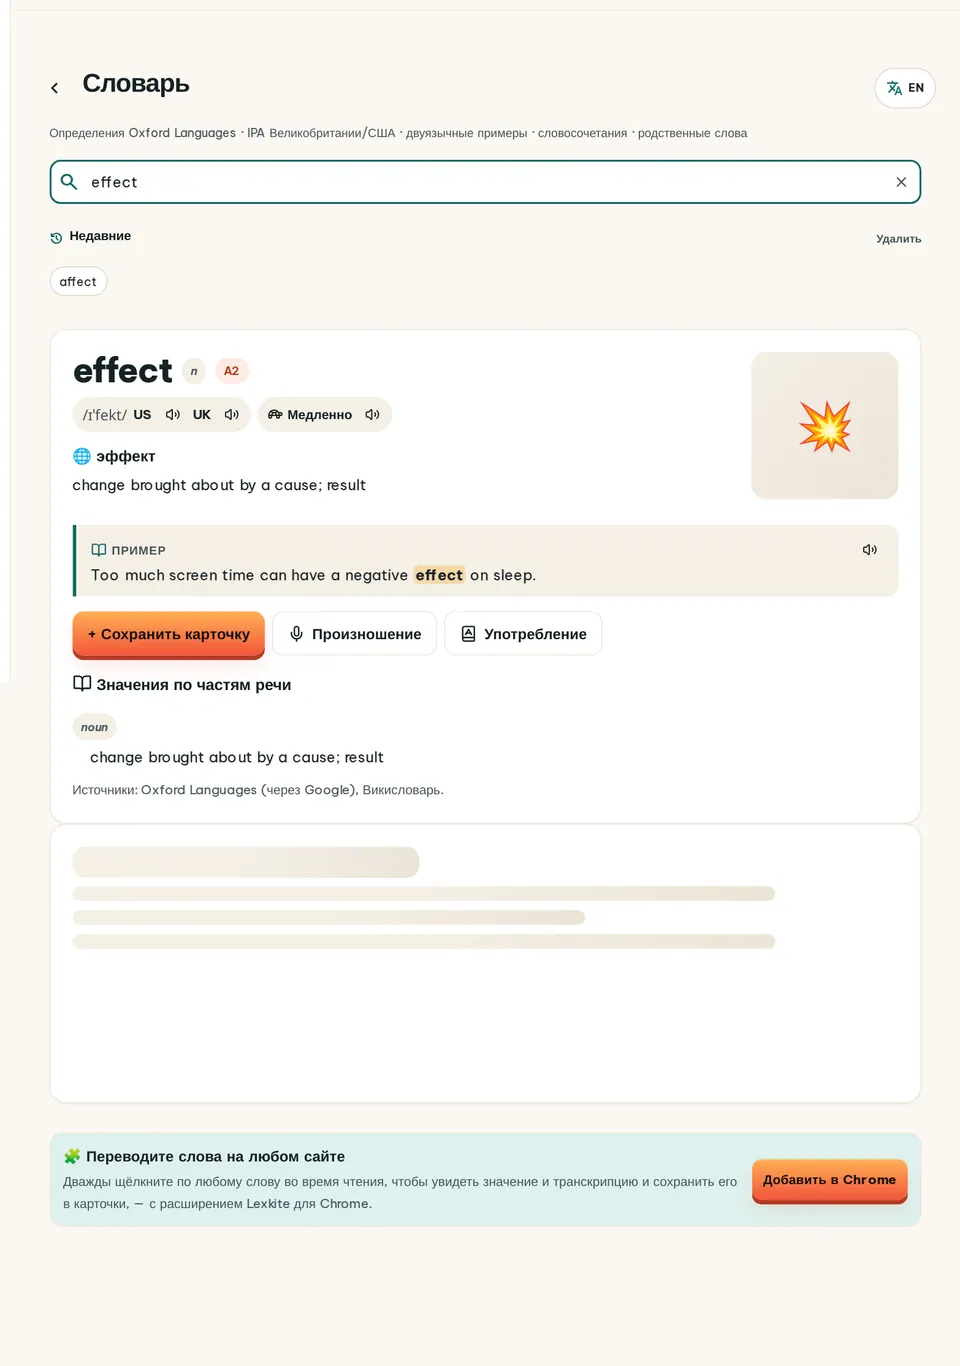 Словарь
EN
Определения Oxford Languages · IPA Великобритании/США · двуязычные примеры · словосочетания · родственные слова
effect
Недавние
Удалить
affect
effect n A2
/ɪˈfekt/ US UK Медленно
эффект
change brought about by a cause; result
ПРИМЕР
Too much screen time can have a negative effect on sleep.
+ Сохранить карточку
Произношение
Употребление
Значения по частям речи
noun
change brought about by a cause; result
Источники: Oxford Languages (через Google), Викисловарь.
Переводите слова на любом сайте
Дважды щёлкните по любому слову во время чтения, чтобы увидеть значение и транскрипцию и сохранить его
в карточки, — с расширением Lexkite для Chrome.
Добавить в Chrome